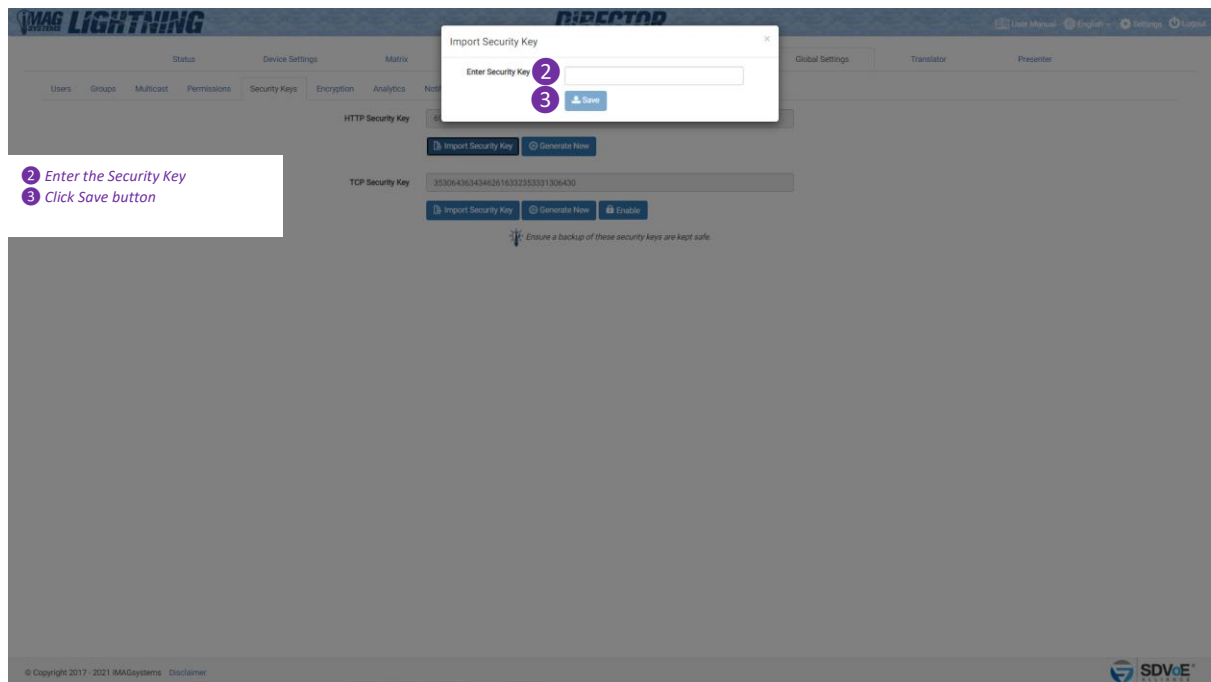 iMAG SYSTEMS LIGHTNING
DIRECTOR
User Manual English Settings Logout
Import Security Key ×
Status Device Settings Matrix Global Settings Translator Presenter
Enter Security Key 2
3 Save
Users Groups Multicast Permissions Security Keys Encryption Analytics
HTTP Security Key
Import Security Key Generate New
2 Enter the Security Key
3 Click Save button
TCP Security Key 35306436343462616332353331306430
Import Security Key Generate New Enable
Ensure a backup of these security keys are kept safe.
© Copyright 2017 - 2021 iMAGsystems Disclaimer
SDVoE
ALLIANCE